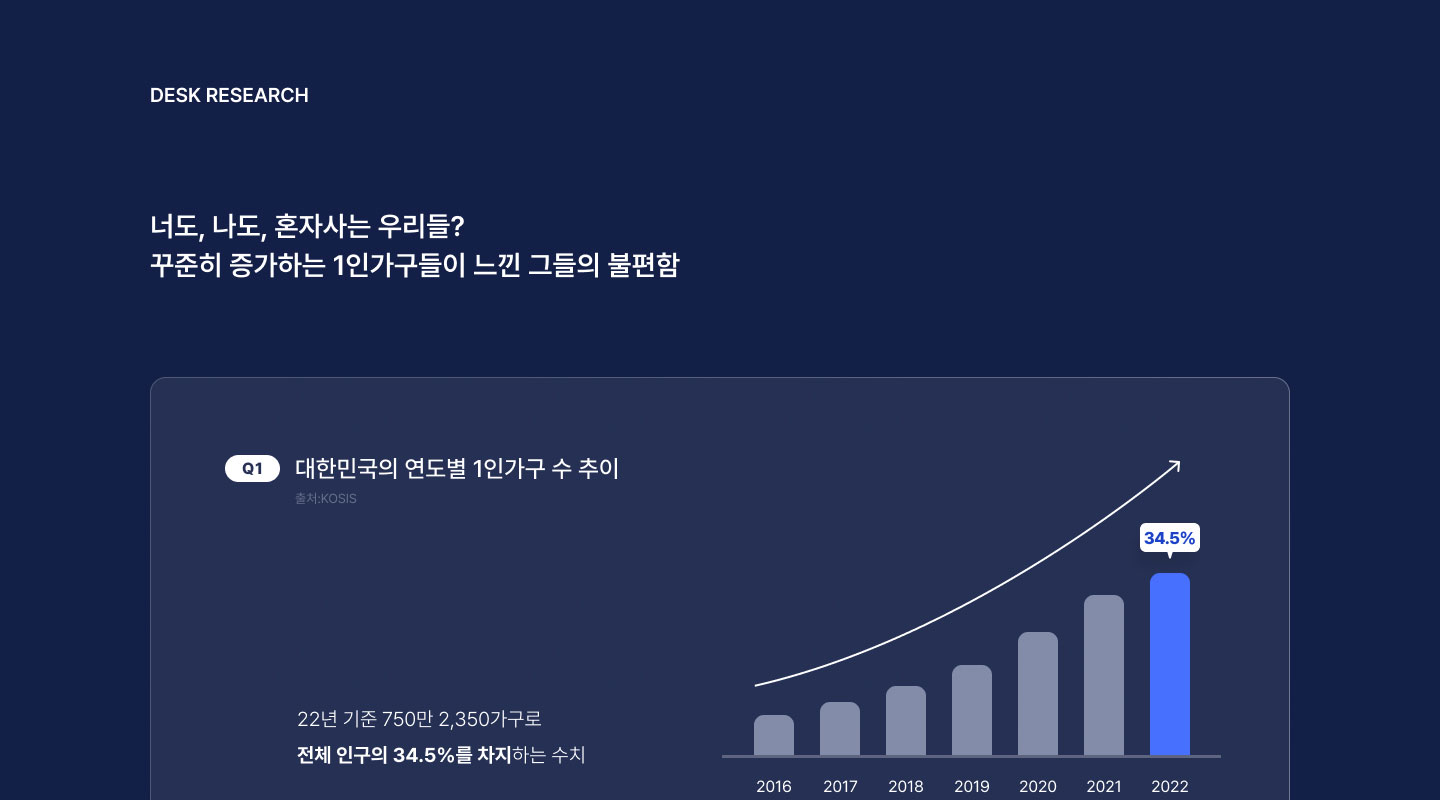 DESK RESEARCH
너도, 나도, 혼자사는 우리들?
꾸준히 증가하는 1인가구들이 느낀 그들의 불편함
Q1 대한민국의 연도별 1인가구 수 추이
출처:KOSIS
34.5%
22년 기준 750만 2,350가구로
전체 인구의 34.5%를 차지하는 수치
2016 2017 2018 2019 2020 2021 2022